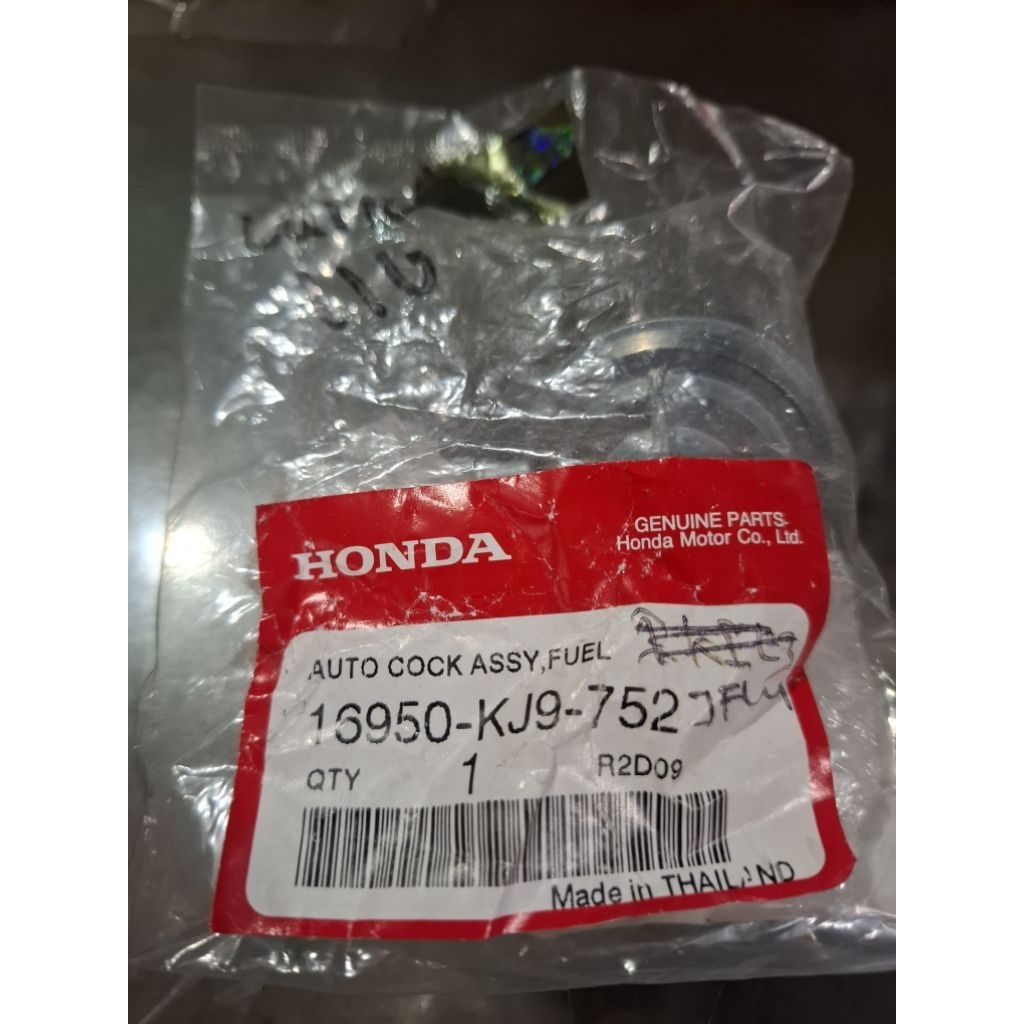 HONDA
GENUINE PARTS
Honda Motor Co., Ltd.
AUTO COCK ASSY,FUEL
16950-KJ9-752 JFLY
QTY 1 R2D09
Made in THAILAND